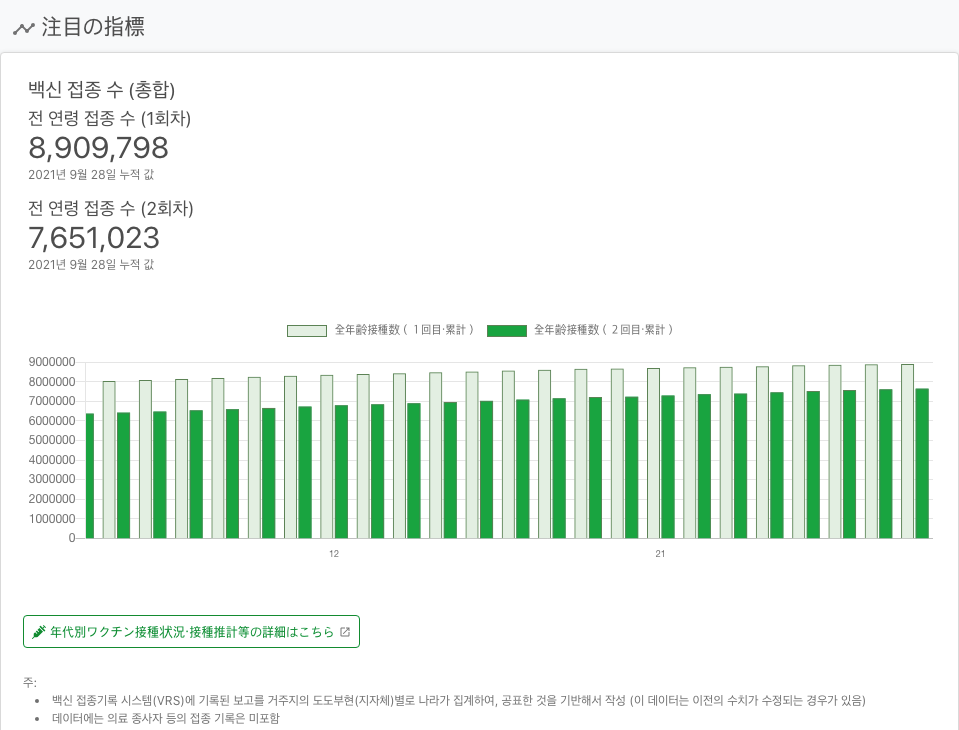 注目の指標
백신 접종 수 (총합)
전 연령 접종 수 (1회차)
8,909,798
2021년 9월 28일 누적 값
전 연령 접종 수 (2회차)
7,651,023
2021년 9월 28일 누적 값
全年齢接種数（１回目·累計） 全年齢接種数（２回目·累計）
9000000
8000000
7000000
6000000
5000000
4000000
3000000
2000000
1000000
0
12 21
年代別ワクチン接種状況·接種推計等の詳細はこちら
주:
• 백신 접종기록 시스템(VRS)에 기록된 보고를 거주지의 도도부현(지자체)별로 나라가 집계하여, 공표한 것을 기반해서 작성 (이 데이터는 이전의 수치가 수정되는 경우가 있음)
• 데이터에는 의료 종사자 등의 접종 기록은 미포함